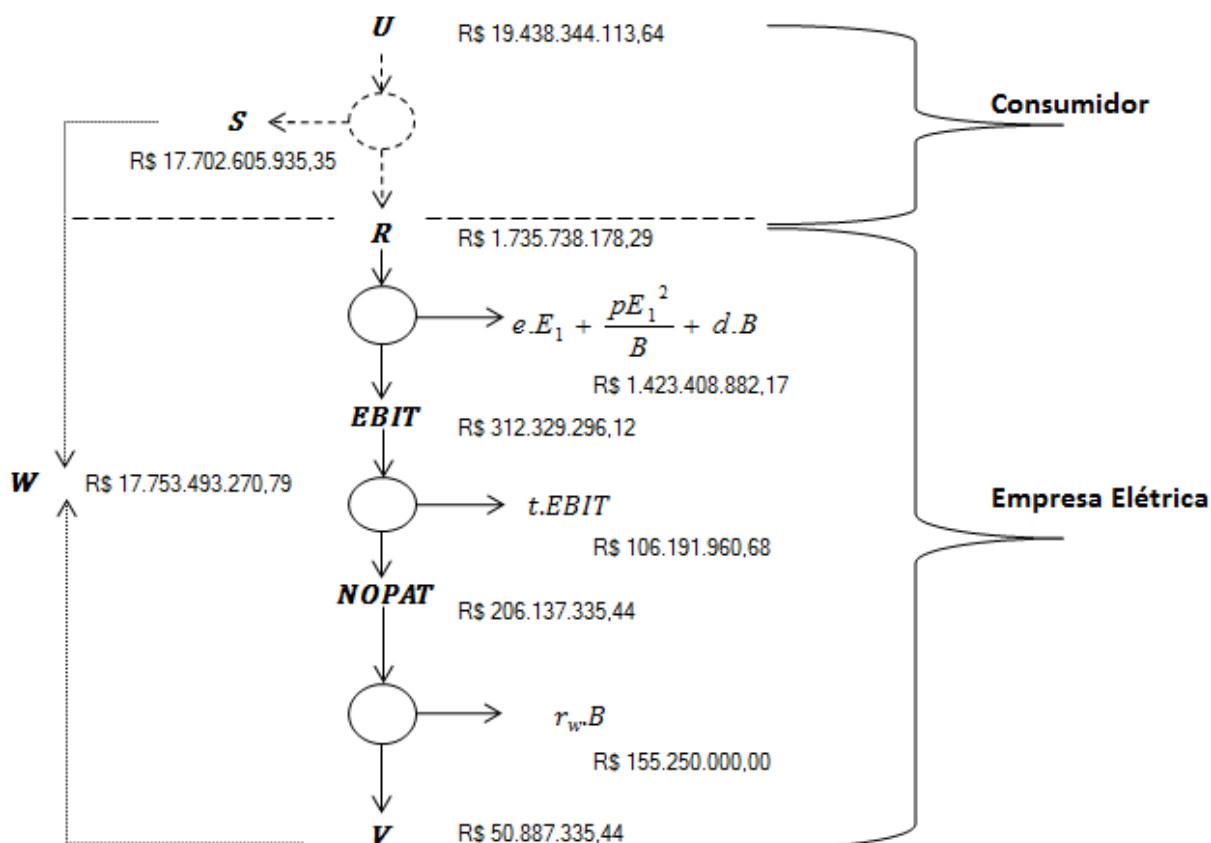 U R$ 19.438.344.113,64
Consumidor
S
R$ 17.702.605.935,35
R R$ 1.735.738.178,29
e.E₁ + pE₁²/B + d.B
R$ 1.423.408.882,17
EBIT R$ 312.329.296,12
W R$ 17.753.493.270,79
t.EBIT
Empresa Elétrica
R$ 106.191.960,68
NOPAT R$ 206.137.335,44
r_w.B
R$ 155.250.000,00
V R$ 50.887.335,44